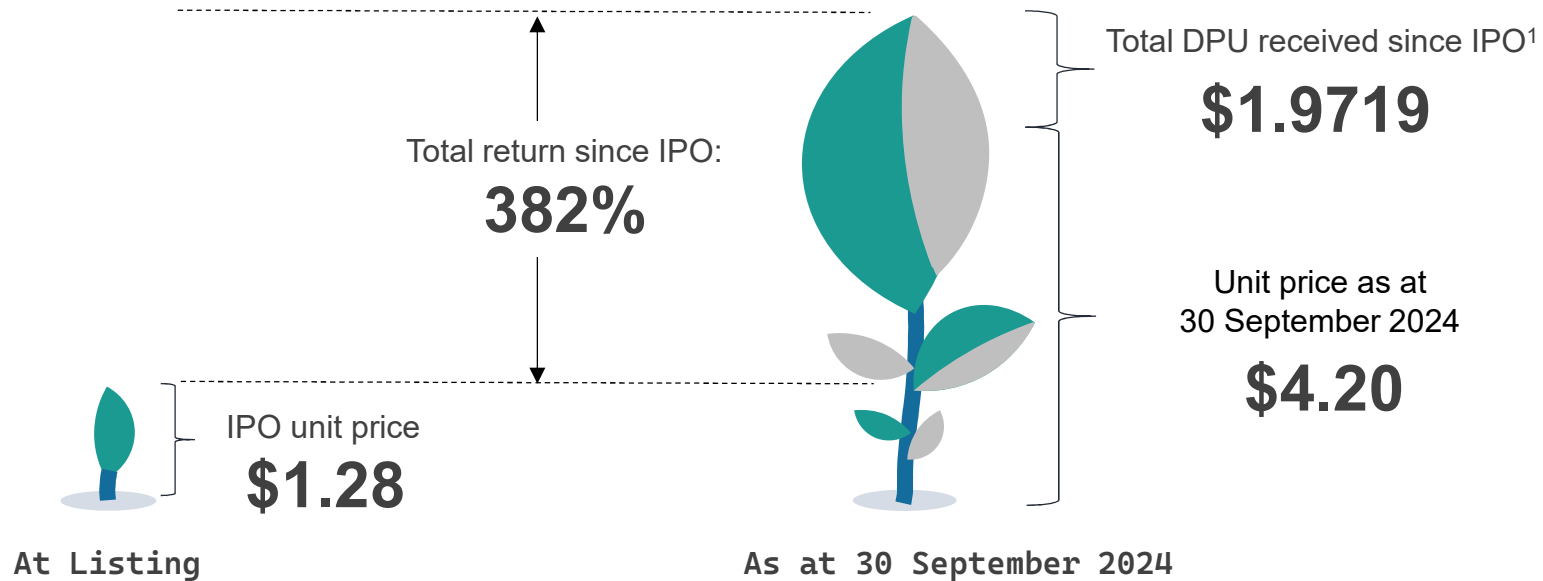 Total DPU received since IPO¹
$1.9719
Total return since IPO:
382%
Unit price as at
30 September 2024
$4.20
IPO unit price
$1.28
At Listing
As at 30 September 2024